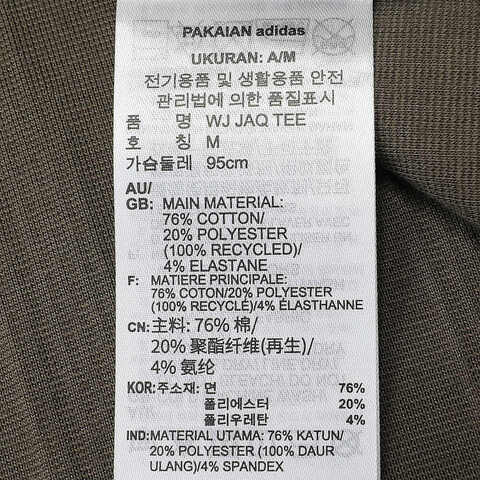 PAKAIAN adidas
UKURAN: A/M
전기용품 및 생활용품 안전
관리법에 의한 품질표시
품 명 WJ JAQ TEE
호 칭 M
가슴둘레 95cm
AU/
GB: MAIN MATERIAL:
76% COTTON/
20% POLYESTER
(100% RECYCLED)/
4% ELASTANE
F: MATIERE PRINCIPALE:
76% COTON/20% POLYESTER
(100% RECYCLÉ)/4% ÉLASTHANNE
CN:主料: 76% 棉/
20% 聚酯纤维(再生)/
4% 氨纶
KOR:주소재: 면 76%
폴리에스터 20%
폴리우레탄 4%
IND:MATERIAL UTAMA: 76% KATUN/
20% POLYESTER (100% DAUR
ULANG)/4% SPANDEX